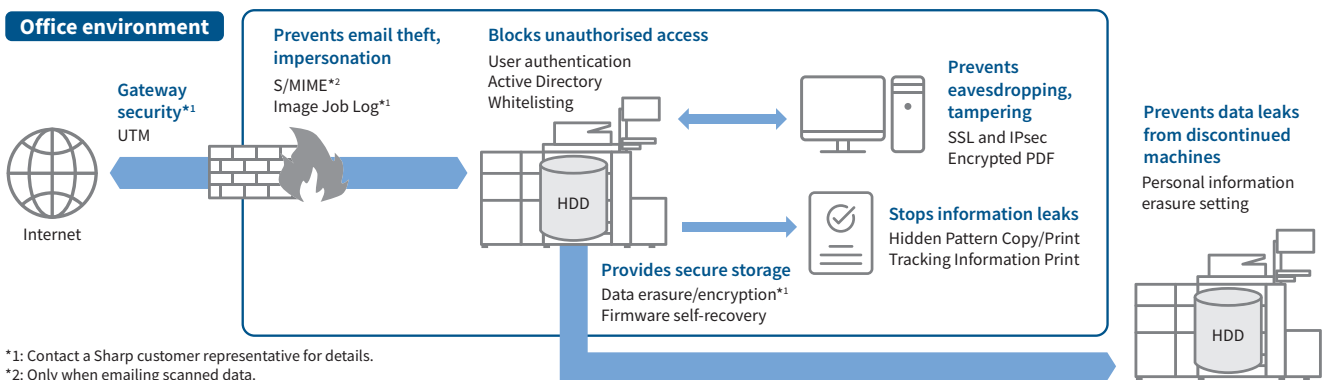 Office environment
Internet
Gateway
security*1
UTM
Prevents email theft,
impersonation
S/MIME*2
Image Job Log*1
Blocks unauthorised access
User authentication
Active Directory
Whitelisting
HDD
Prevents
eavesdropping,
tampering
SSL and IPsec
Encrypted PDF
Stops information leaks
Hidden Pattern Copy/Print
Tracking Information Print
Provides secure storage
Data erasure/encryption*1
Firmware self-recovery
Prevents data leaks
from discontinued
machines
Personal information
erasure setting
HDD
*1: Contact a Sharp customer representative for details.
*2: Only when emailing scanned data.